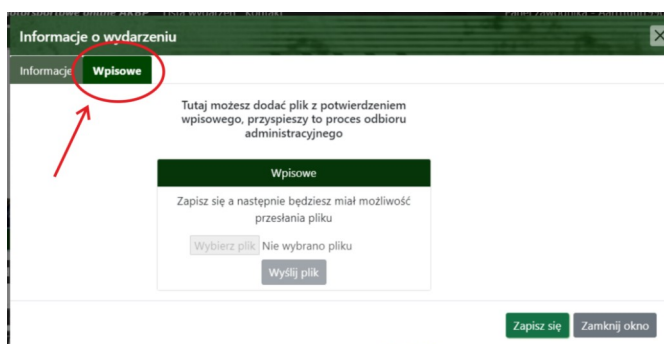 Informacje o wydarzeniu
Informacje Wpisowe
Tutaj możesz dodać plik z potwierdzeniem
wpisowego, przyspieszy to proces odbioru
administracyjnego
Wpisowe
Zapisz się a następnie będziesz miał możliwość
przesłania pliku
Wybierz plik Nie wybrano pliku
Wyślij plik
Zapisz się Zamknij okno